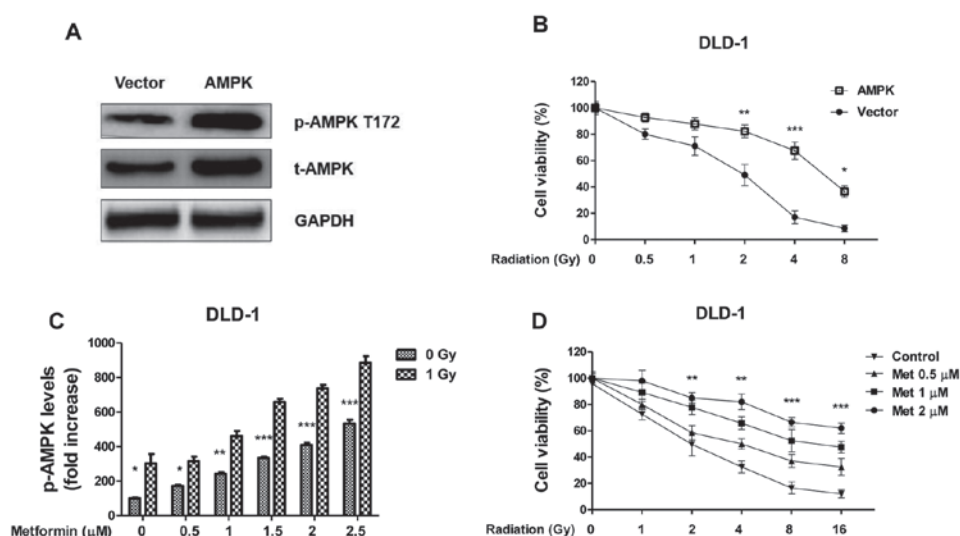 A
Vector AMPK
p-AMPK T172
t-AMPK
GAPDH
B
DLD-1
Cell viability (%)
120
100
80
60
40
20
0
AMPK
Vector
** *** *
Radiation (Gy) 0 0.5 1 2 4 8
C
DLD-1
p-AMPK levels
(fold increase)
1000
800
600
400
200
0
0 Gy
1 Gy
* * ** *** *** ***
Metformin (μM) 0 0.5 1 1.5 2 2.5
D
DLD-1
Cell viability (%)
120
100
80
60
40
20
0
Control
Met 0.5 μM
Met 1 μM
Met 2 μM
** ** *** ***
Radiation (Gy) 0 1 2 4 8 16